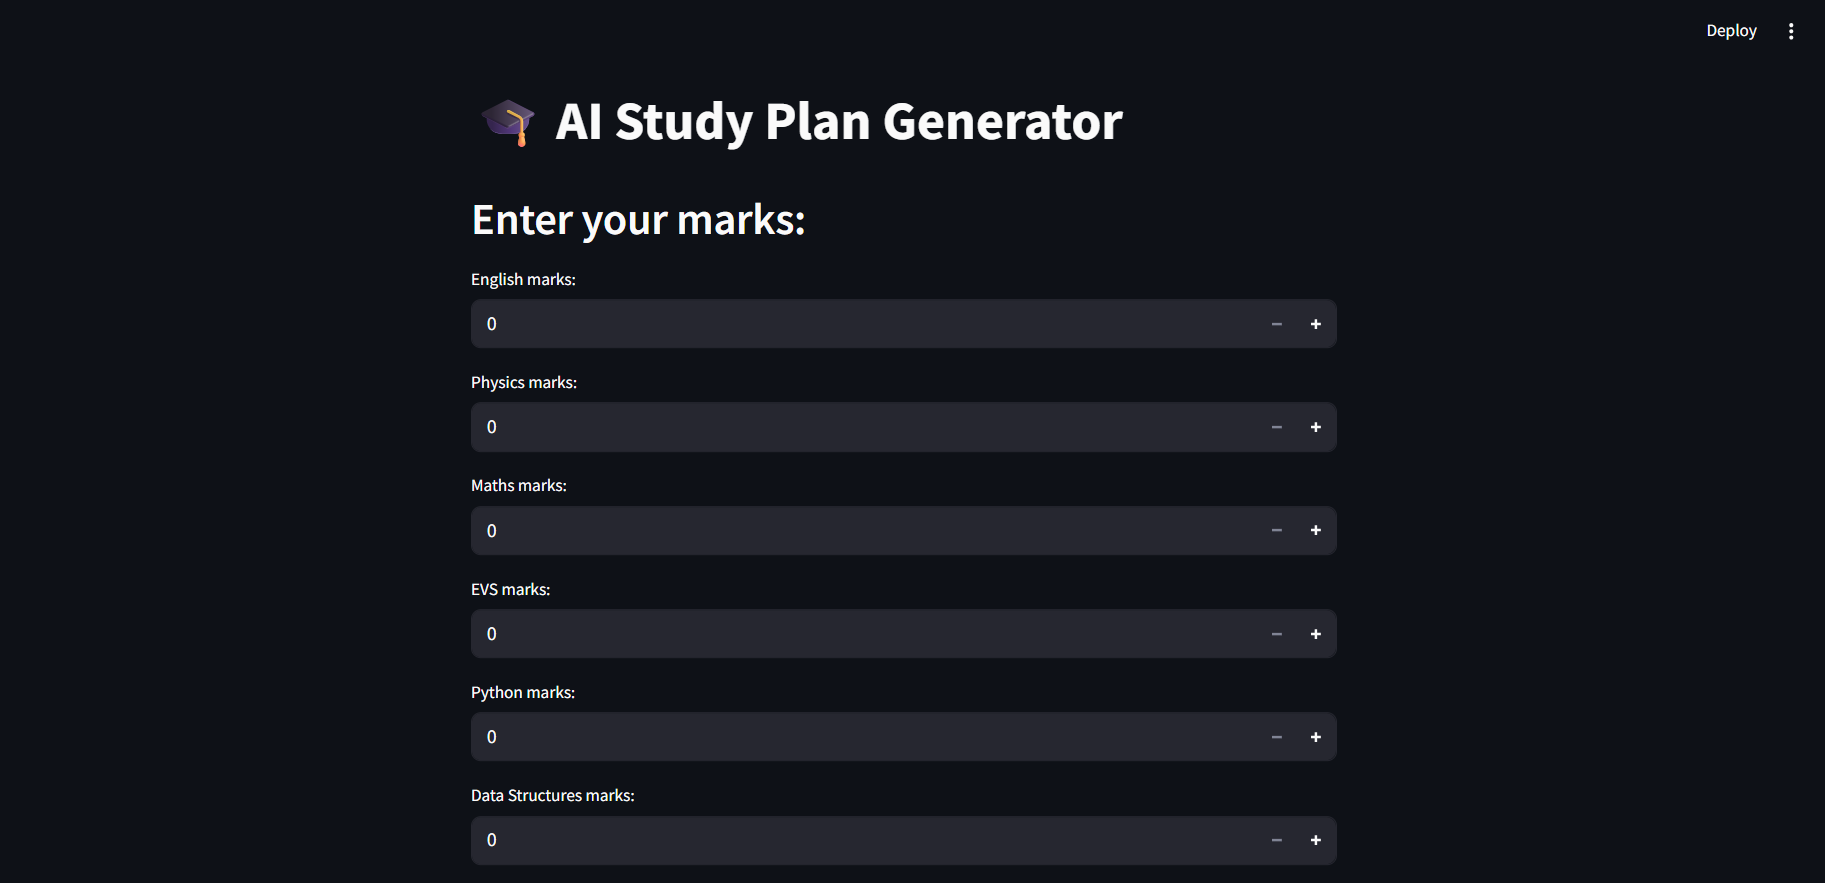 Deploy
AI Study Plan Generator
Enter your marks:
English marks:
0
Physics marks:
0
Maths marks:
0
EVS marks:
0
Python marks:
0
Data Structures marks:
0